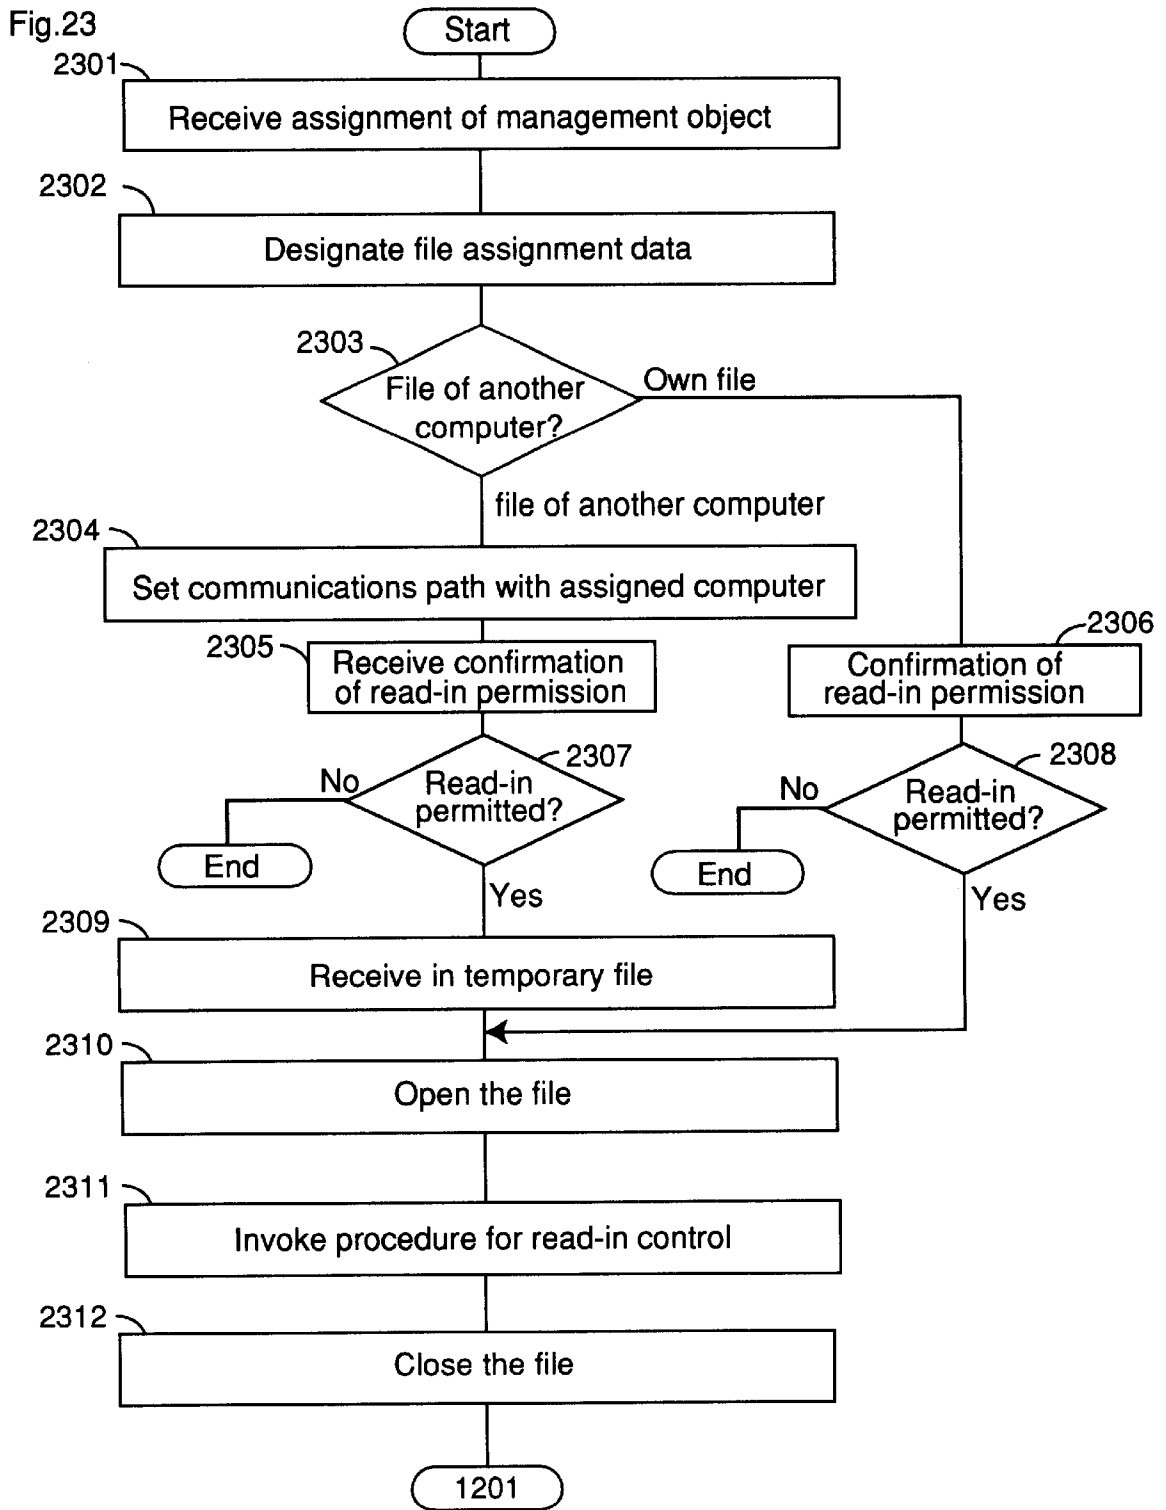 Fig.23
Start
2301
Receive assignment of management object
2302
Designate file assignment data
2303
File of another
computer?
Own file
file of another computer
2304
Set communications path with assigned computer
2305
Receive confirmation
of read-in permission
2306
Confirmation of
read-in permission
2307
No
Read-in
permitted?
2308
No
Read-in
permitted?
End
End
Yes
Yes
2309
Receive in temporary file
2310
Open the file
2311
Invoke procedure for read-in control
2312
Close the file
1201